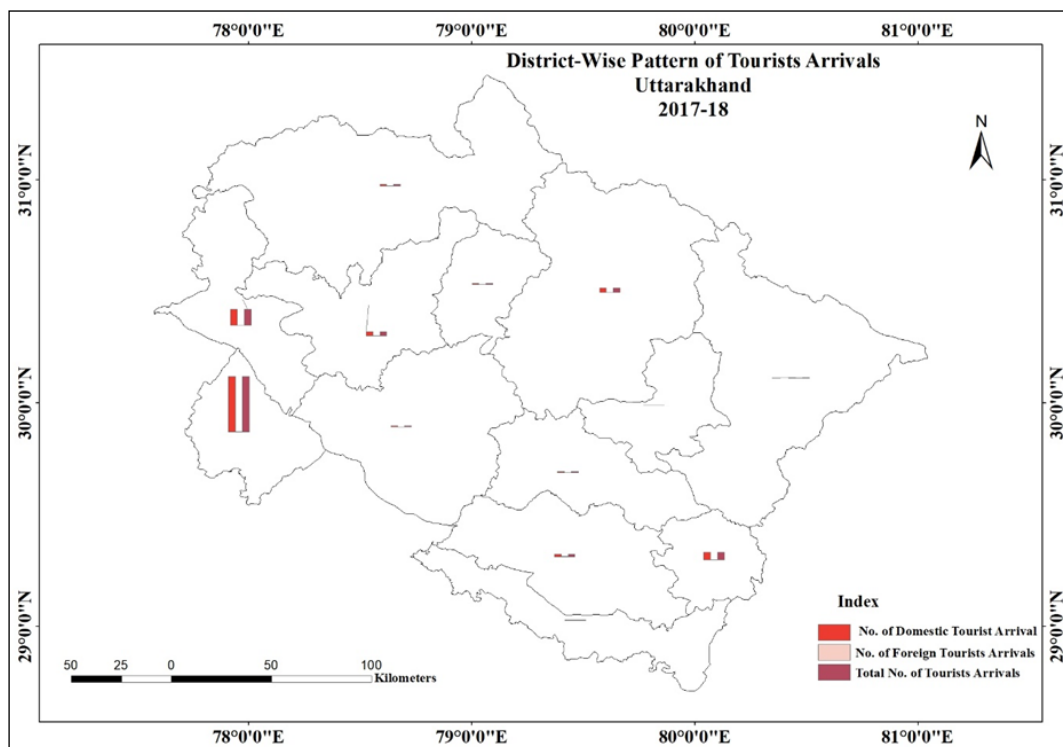 78°0'0"E 79°0'0"E 80°0'0"E 81°0'0"E
District-Wise Pattern of Tourists Arrivals
Uttarakhand
2017-18
N
31°0'0"N 31°0'0"N
30°0'0"N 30°0'0"N
29°0'0"N 29°0'0"N
Index
No. of Domestic Tourist Arrival
No. of Foreign Tourists Arrivals
Total No. of Tourists Arrivals
50 25 0 50 100
Kilometers
78°0'0"E 79°0'0"E 80°0'0"E 81°0'0"E